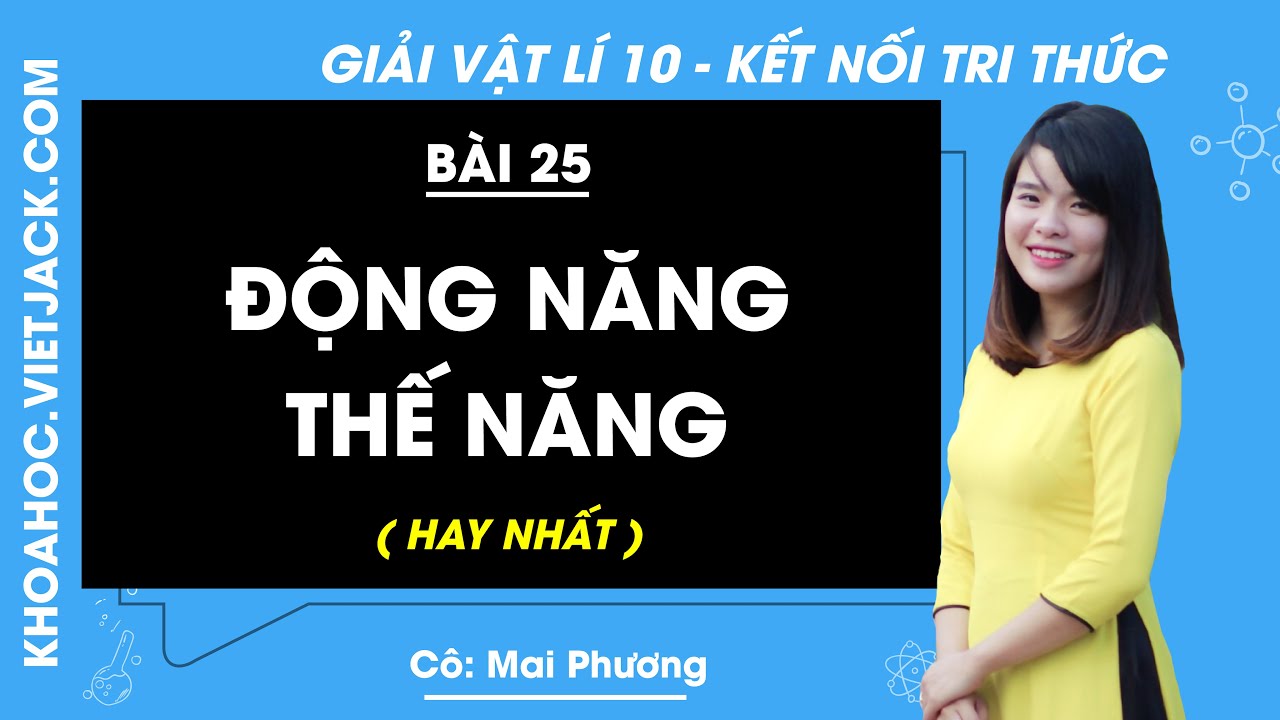 GIẢI VẬT LÍ 10 - KẾT NỐI TRI THỨC
KHOAHOC.VIETJACK.COM
BÀI 25
ĐỘNG NĂNG
THẾ NĂNG
( HAY NHẤT )
Cô: Mai Phương